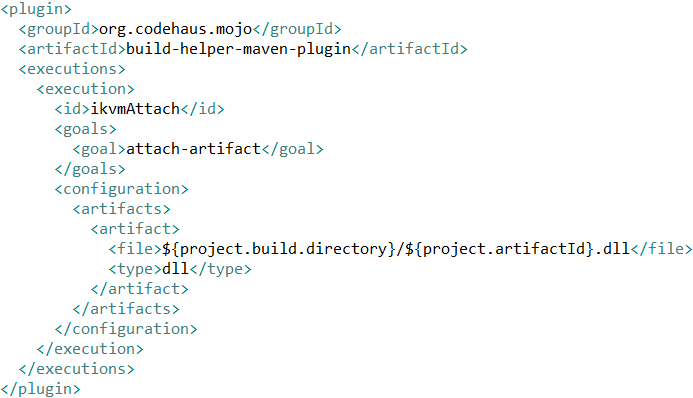 <plugin>
  <groupId>org.codehaus.mojo</groupId>
  <artifactId>build-helper-maven-plugin</artifactId>
  <executions>
    <execution>
      <id>ikvmAttach</id>
      <goals>
        <goal>attach-artifact</goal>
      </goals>
      <configuration>
        <artifacts>
          <artifact>
            <file>${project.build.directory}/${project.artifactId}.dll</file>
            <type>dll</type>
          </artifact>
        </artifacts>
      </configuration>
    </execution>
  </executions>
</plugin>